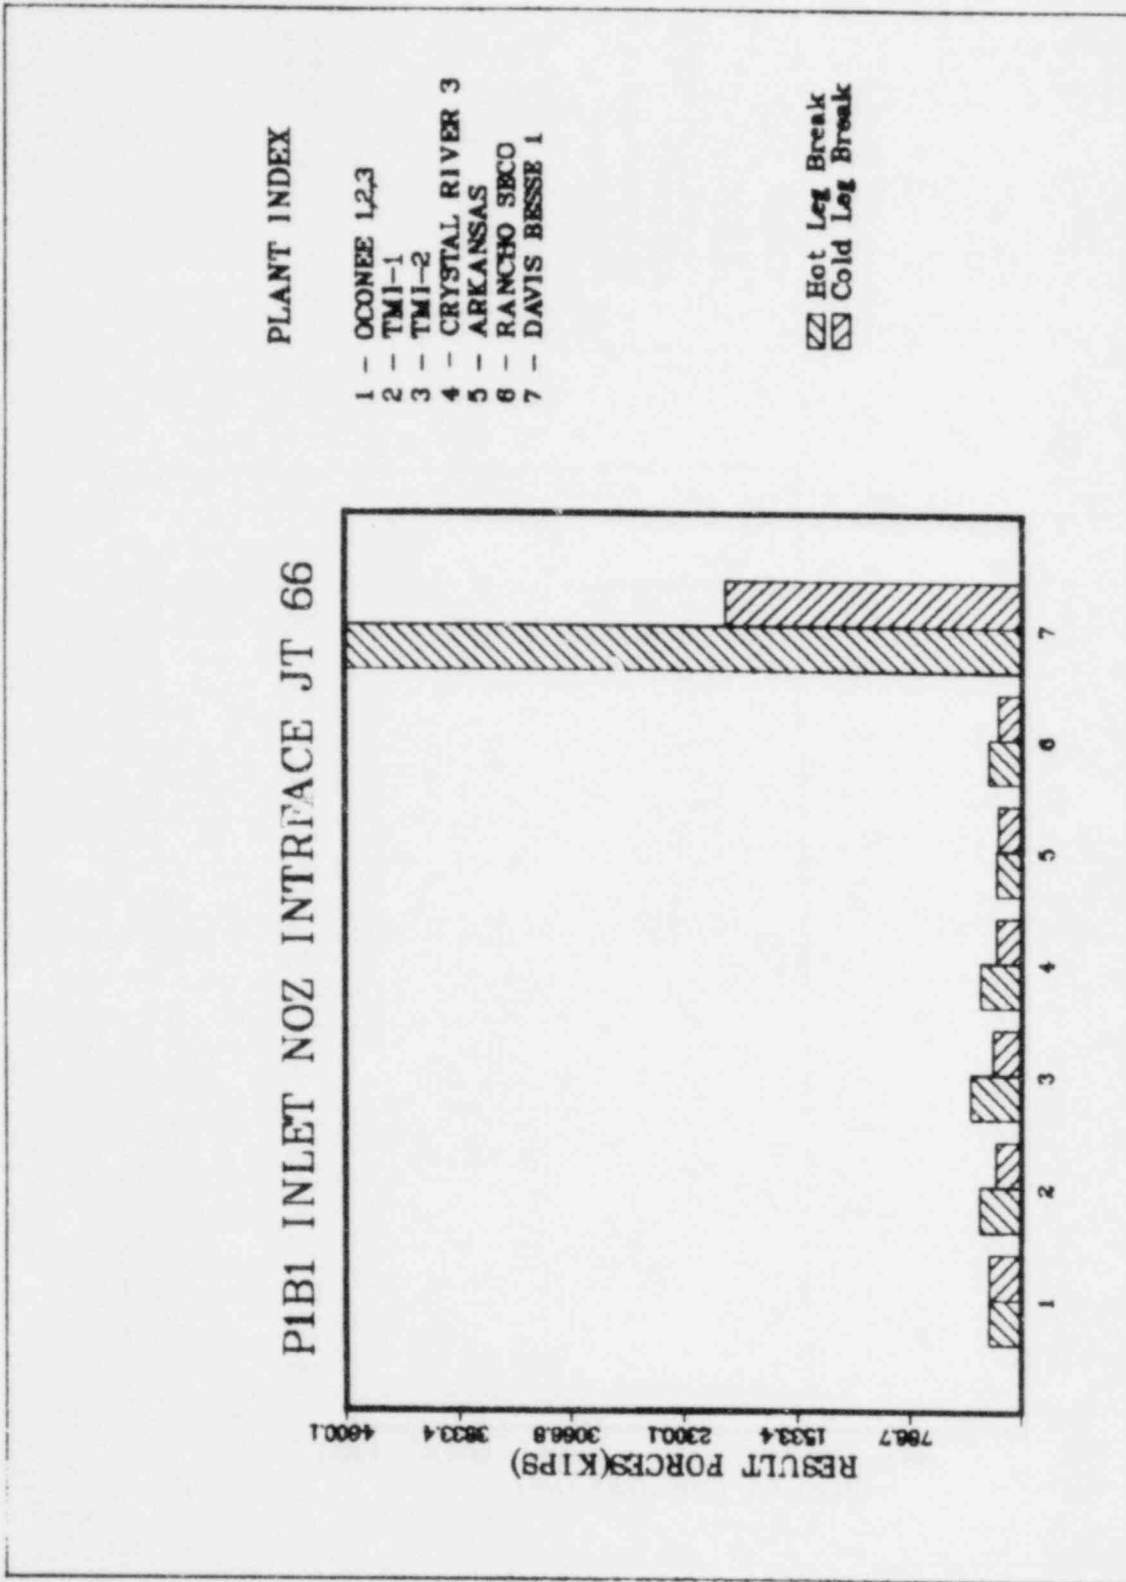 P1B1 INLET NOZ INTRFACE JT 66
RESULT FORCES(KIPS)
4600.1
3833.4
3066.8
2300.1
1533.4
766.7
1 2 3 4 5 6 7
PLANT INDEX
1 - OCONEE 1,2,3
2 - TMI-1
3 - TMI-2
4 - CRYSTAL RIVER 3
5 - ARKANSAS
6 - RANCHO SECO
7 - DAVIS BESSE 1
Hot Leg Break
Cold Leg Break